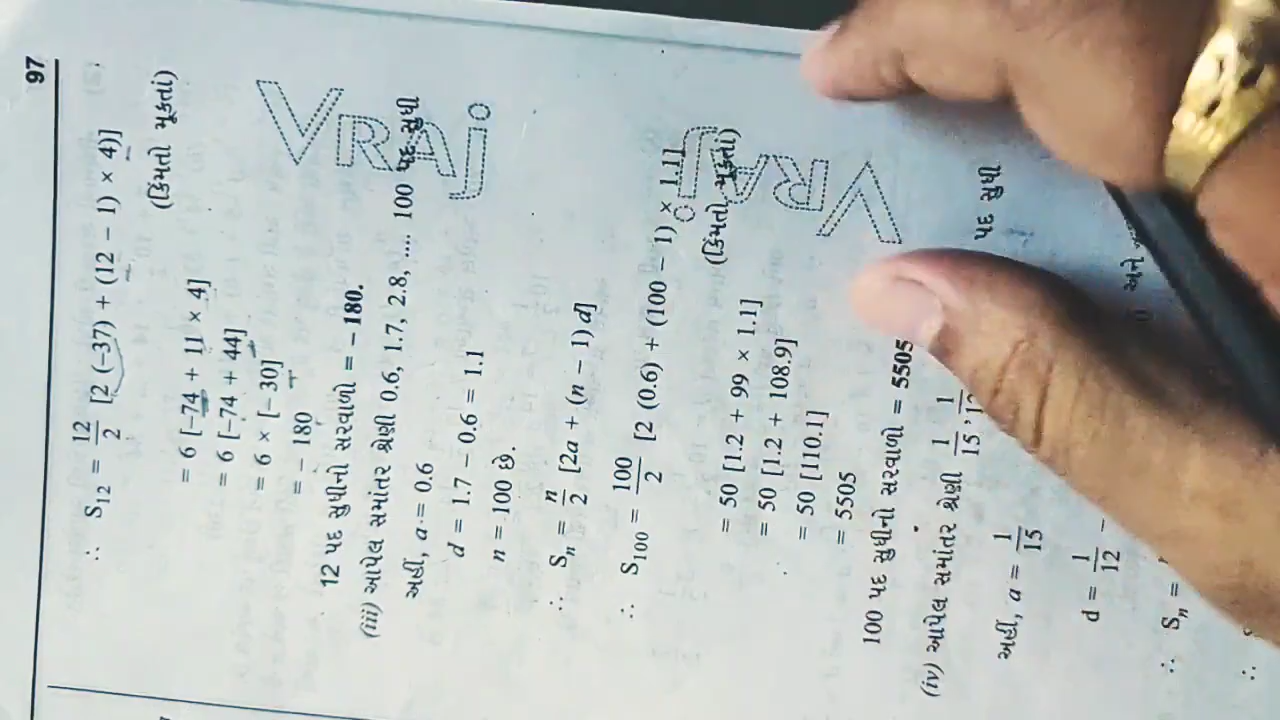 97
∴ S12 = 12/2 [2 (–37) + (12 – 1) × 4)]
(કિંમતો મૂકતાં)
= 6 [–74 + 11 × 4]
= 6 [–74 + 44]
= 6 × [– 30]
= – 180
12 પદ સુધીનો સરવાળો = – 180.
(iii) આપેલ સમાંતર શ્રેણી 0.6, 1.7, 2.8, .... 100 પદ સુધી
VRAJ
અહીં, a = 0.6
d = 1.7 – 0.6 = 1.1
n = 100 છે.
∴ Sn = n/2 [2a + (n – 1) d]
∴ S100 = 100/2 [2 (0.6) + (100 – 1) × 1.1]
(કિંમતો મૂકતાં)
VRAJ
= 50 [1.2 + 99 × 1.1]
= 50 [1.2 + 108.9]
= 50 [110.1]
= 5505
100 પદ સુધીનો સરવાળો = 5505
(iv) આપેલ સમાંતર શ્રેણી 1/15, 1/ પદ સુધી
અહીં, a = 1/15
d = 1/12 –
અને
∴ Sn =
∴